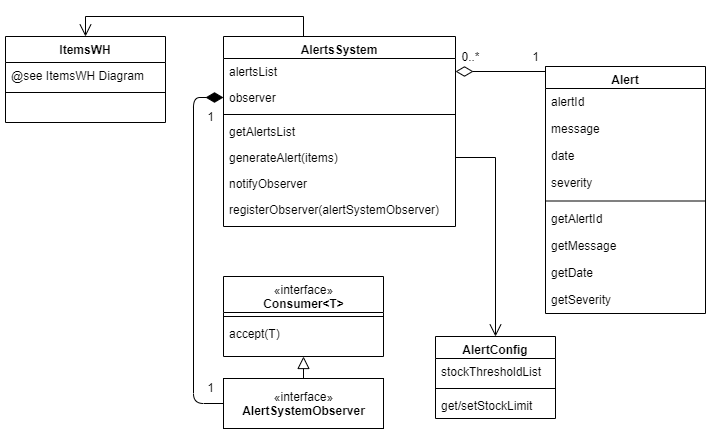 ItemsWH
@see ItemsWH Diagram
AlertsSystem
alertsList
observer
getAlertsList
generateAlert(items)
notifyObserver
registerObserver(alertSystemObserver)
0..*
1
Alert
alertId
message
date
severity
getAlertId
getMessage
getDate
getSeverity
1
«interface»
Consumer<T>
accept(T)
1
«interface»
AlertSystemObserver
AlertConfig
stockThresholdList
get/setStockLimit